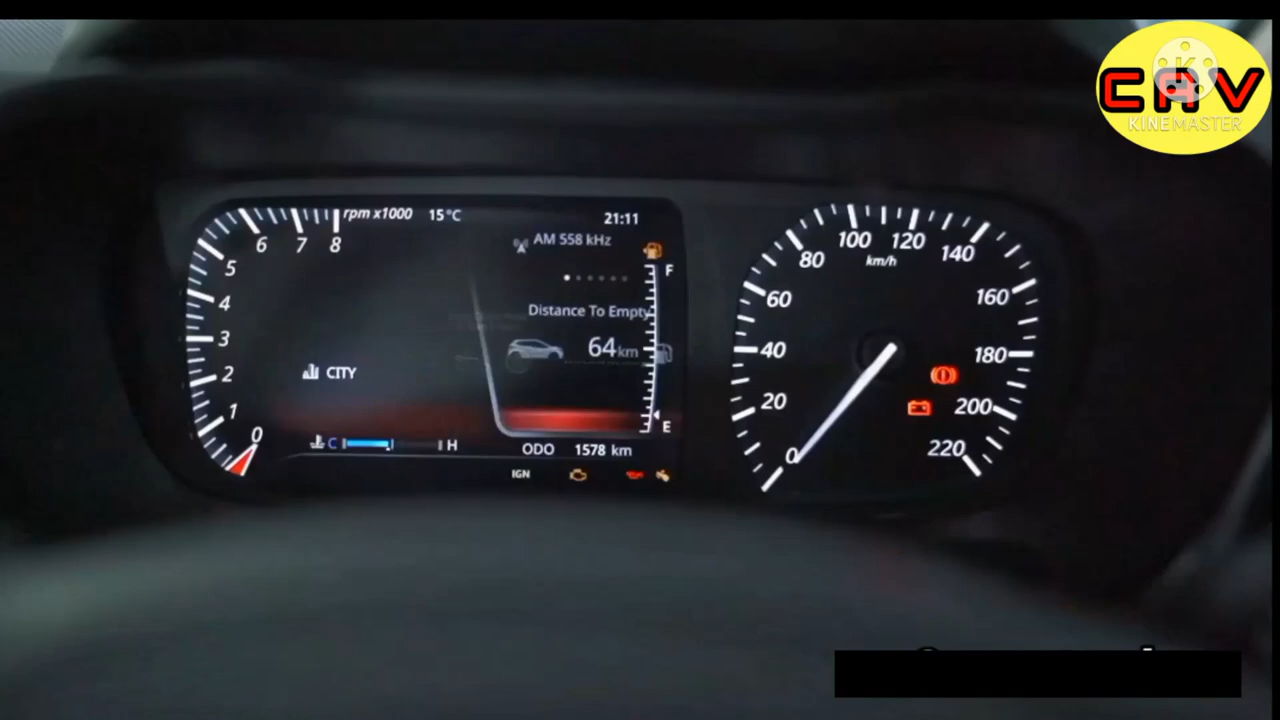 CAV
KINEMASTER
rpm x1000 15°C 21:11
AM 558 kHz
6 7 8
5
4
3
2
1
0
F
Distance To Empty
64 km
CITY
E
C H
ODO 1578 km
IGN
0
20
40
60
80
100
120
140
160
180
200
220
km/h